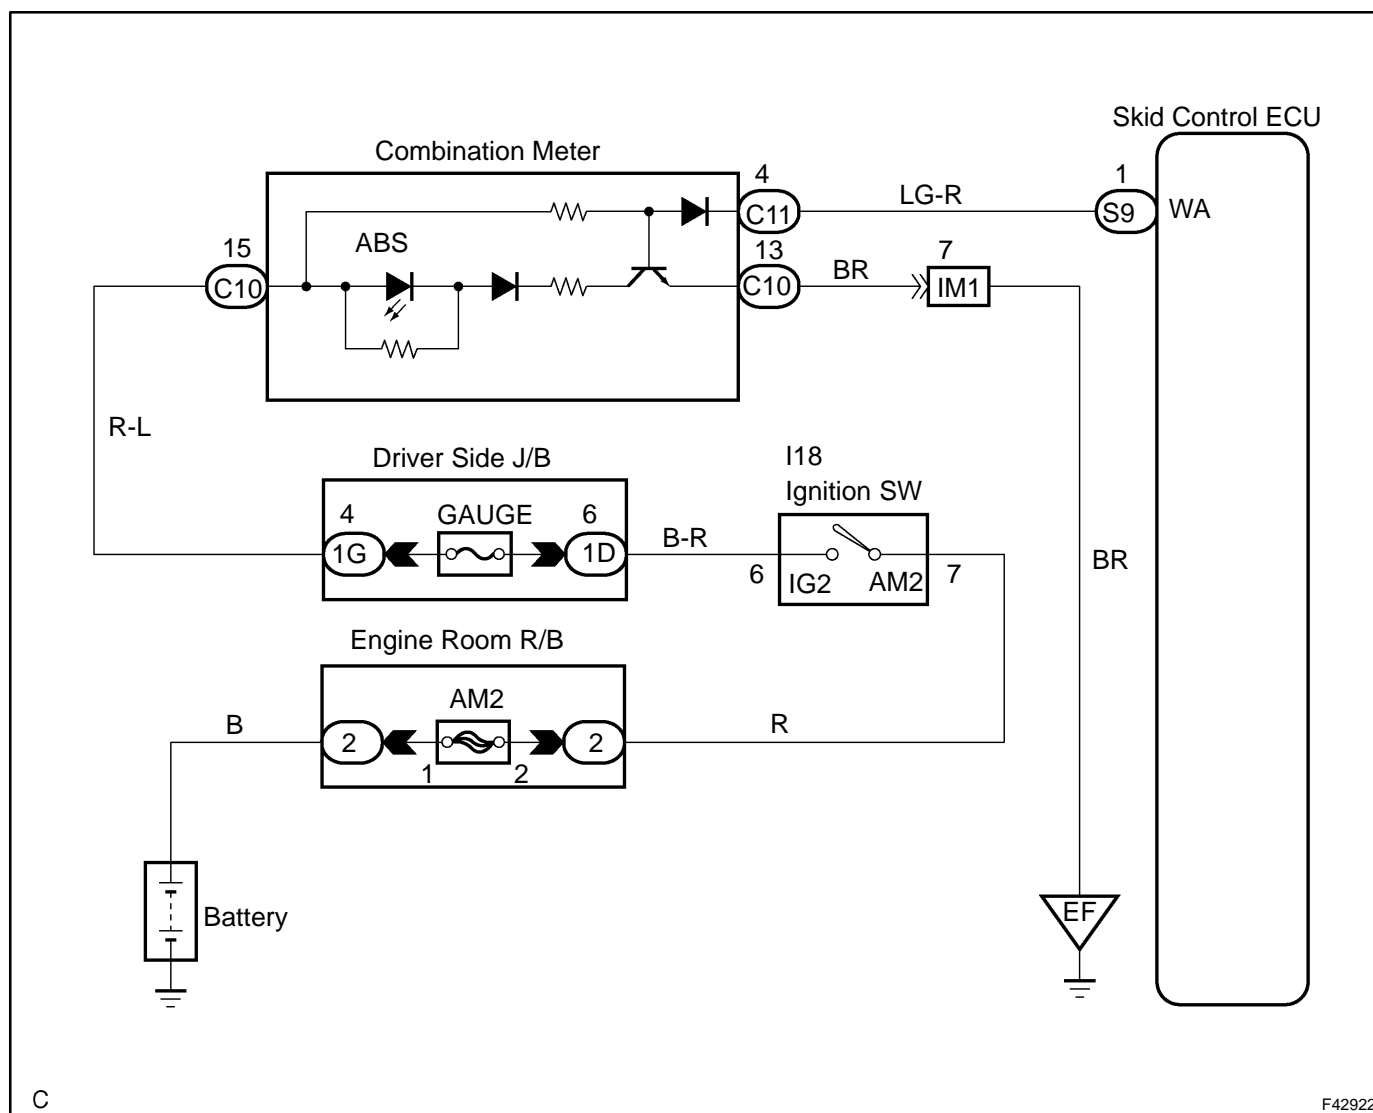 Skid Control ECU
Combination Meter
4
1
C11
LG-R
S9
WA
15
ABS
13
7
C10
C10
BR
IM1
R-L
Driver Side J/B
I18
Ignition SW
4
GAUGE
6
1G
1D
B-R
6
IG2
AM2
7
BR
Engine Room R/B
AM2
B
2
2
R
1
2
EF
Battery
C
F42922